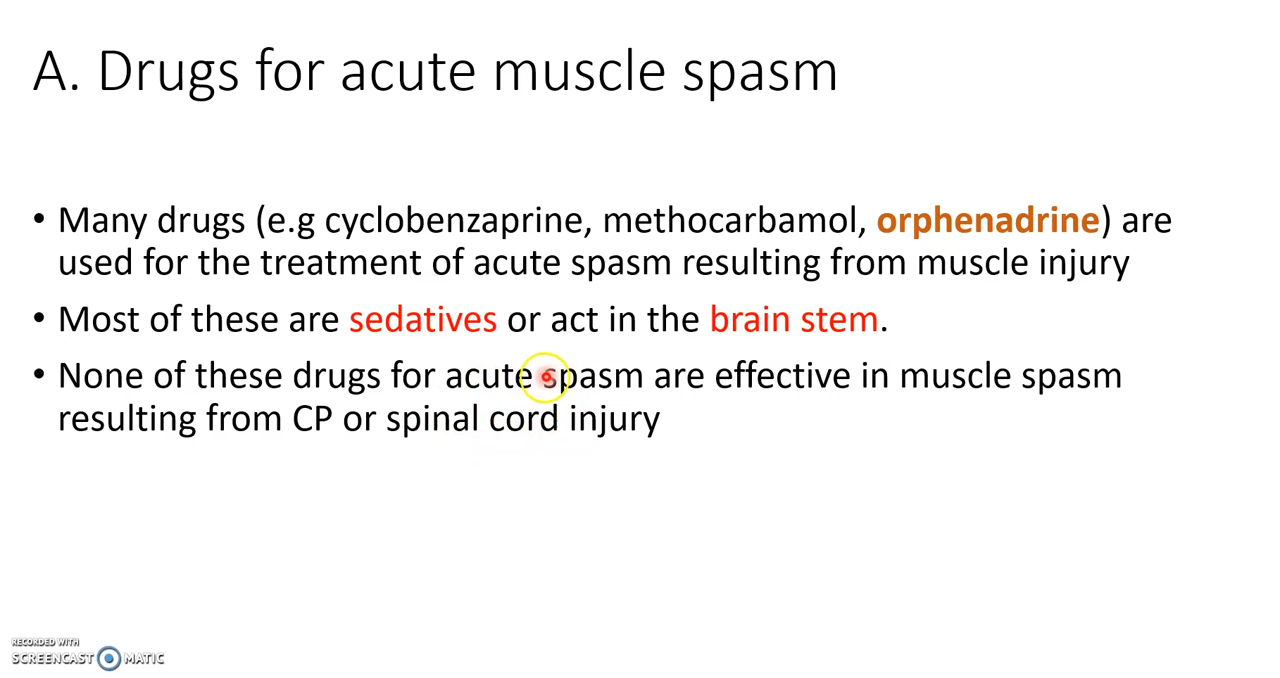 A. Drugs for acute muscle spasm
• Many drugs (e.g cyclobenzaprine, methocarbamol, orphenadrine) are
used for the treatment of acute spasm resulting from muscle injury
• Most of these are sedatives or act in the brain stem.
• None of these drugs for acute spasm are effective in muscle spasm
resulting from CP or spinal cord injury
RECORDED WITH
SCREENCAST MATIC